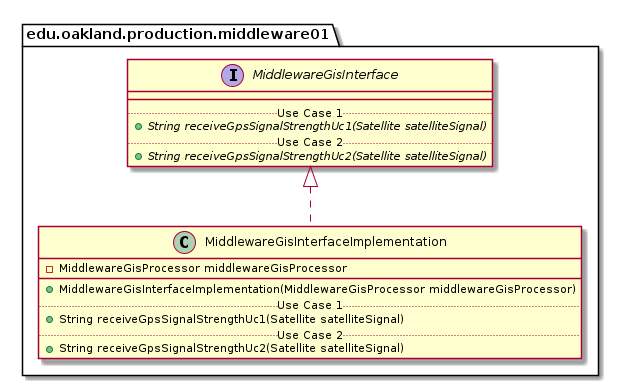 edu.oakland.production.middleware01
I MiddlewareGisInterface
Use Case 1
String receiveGpsSignalStrengthUc1(Satellite satelliteSignal)
Use Case 2
String receiveGpsSignalStrengthUc2(Satellite satelliteSignal)
C MiddlewareGisInterfaceImplementation
MiddlewareGisProcessor middlewareGisProcessor
MiddlewareGisInterfaceImplementation(MiddlewareGisProcessor middlewareGisProcessor)
Use Case 1
String receiveGpsSignalStrengthUc1(Satellite satelliteSignal)
Use Case 2
String receiveGpsSignalStrengthUc2(Satellite satelliteSignal)